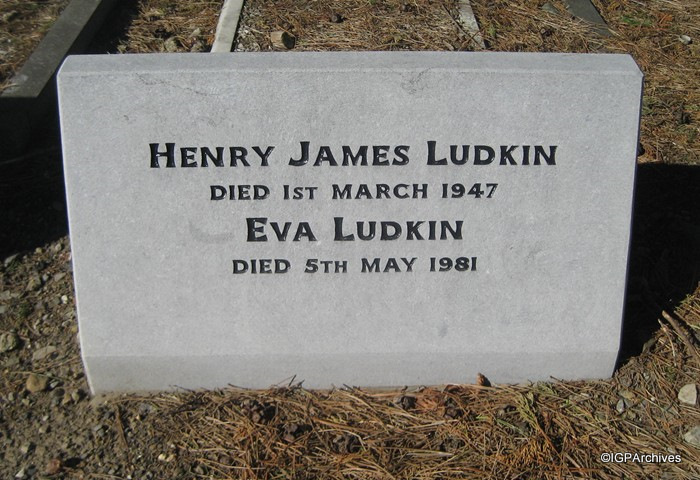 HENRY JAMES LUDKIN
DIED 1ST MARCH 1947
EVA LUDKIN
DIED 5TH MAY 1981
©IGPArchives